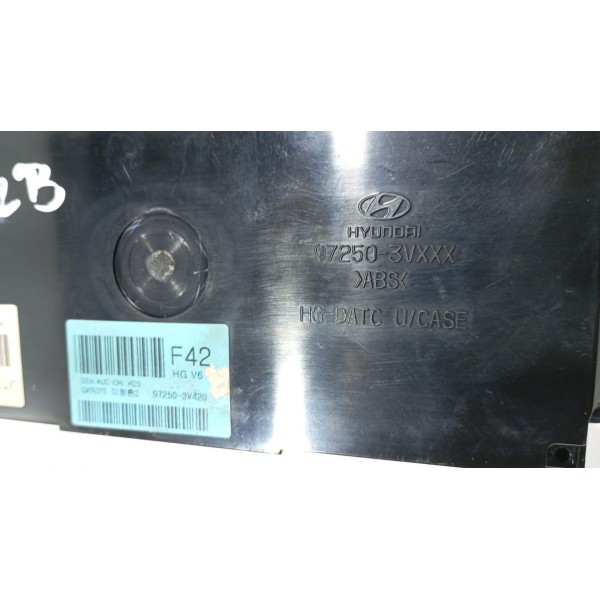 2B
HYUNDAI
97250-3VXXX
>ABS<
HG DATC U/CASE
F42
HG V6
97250-3V420